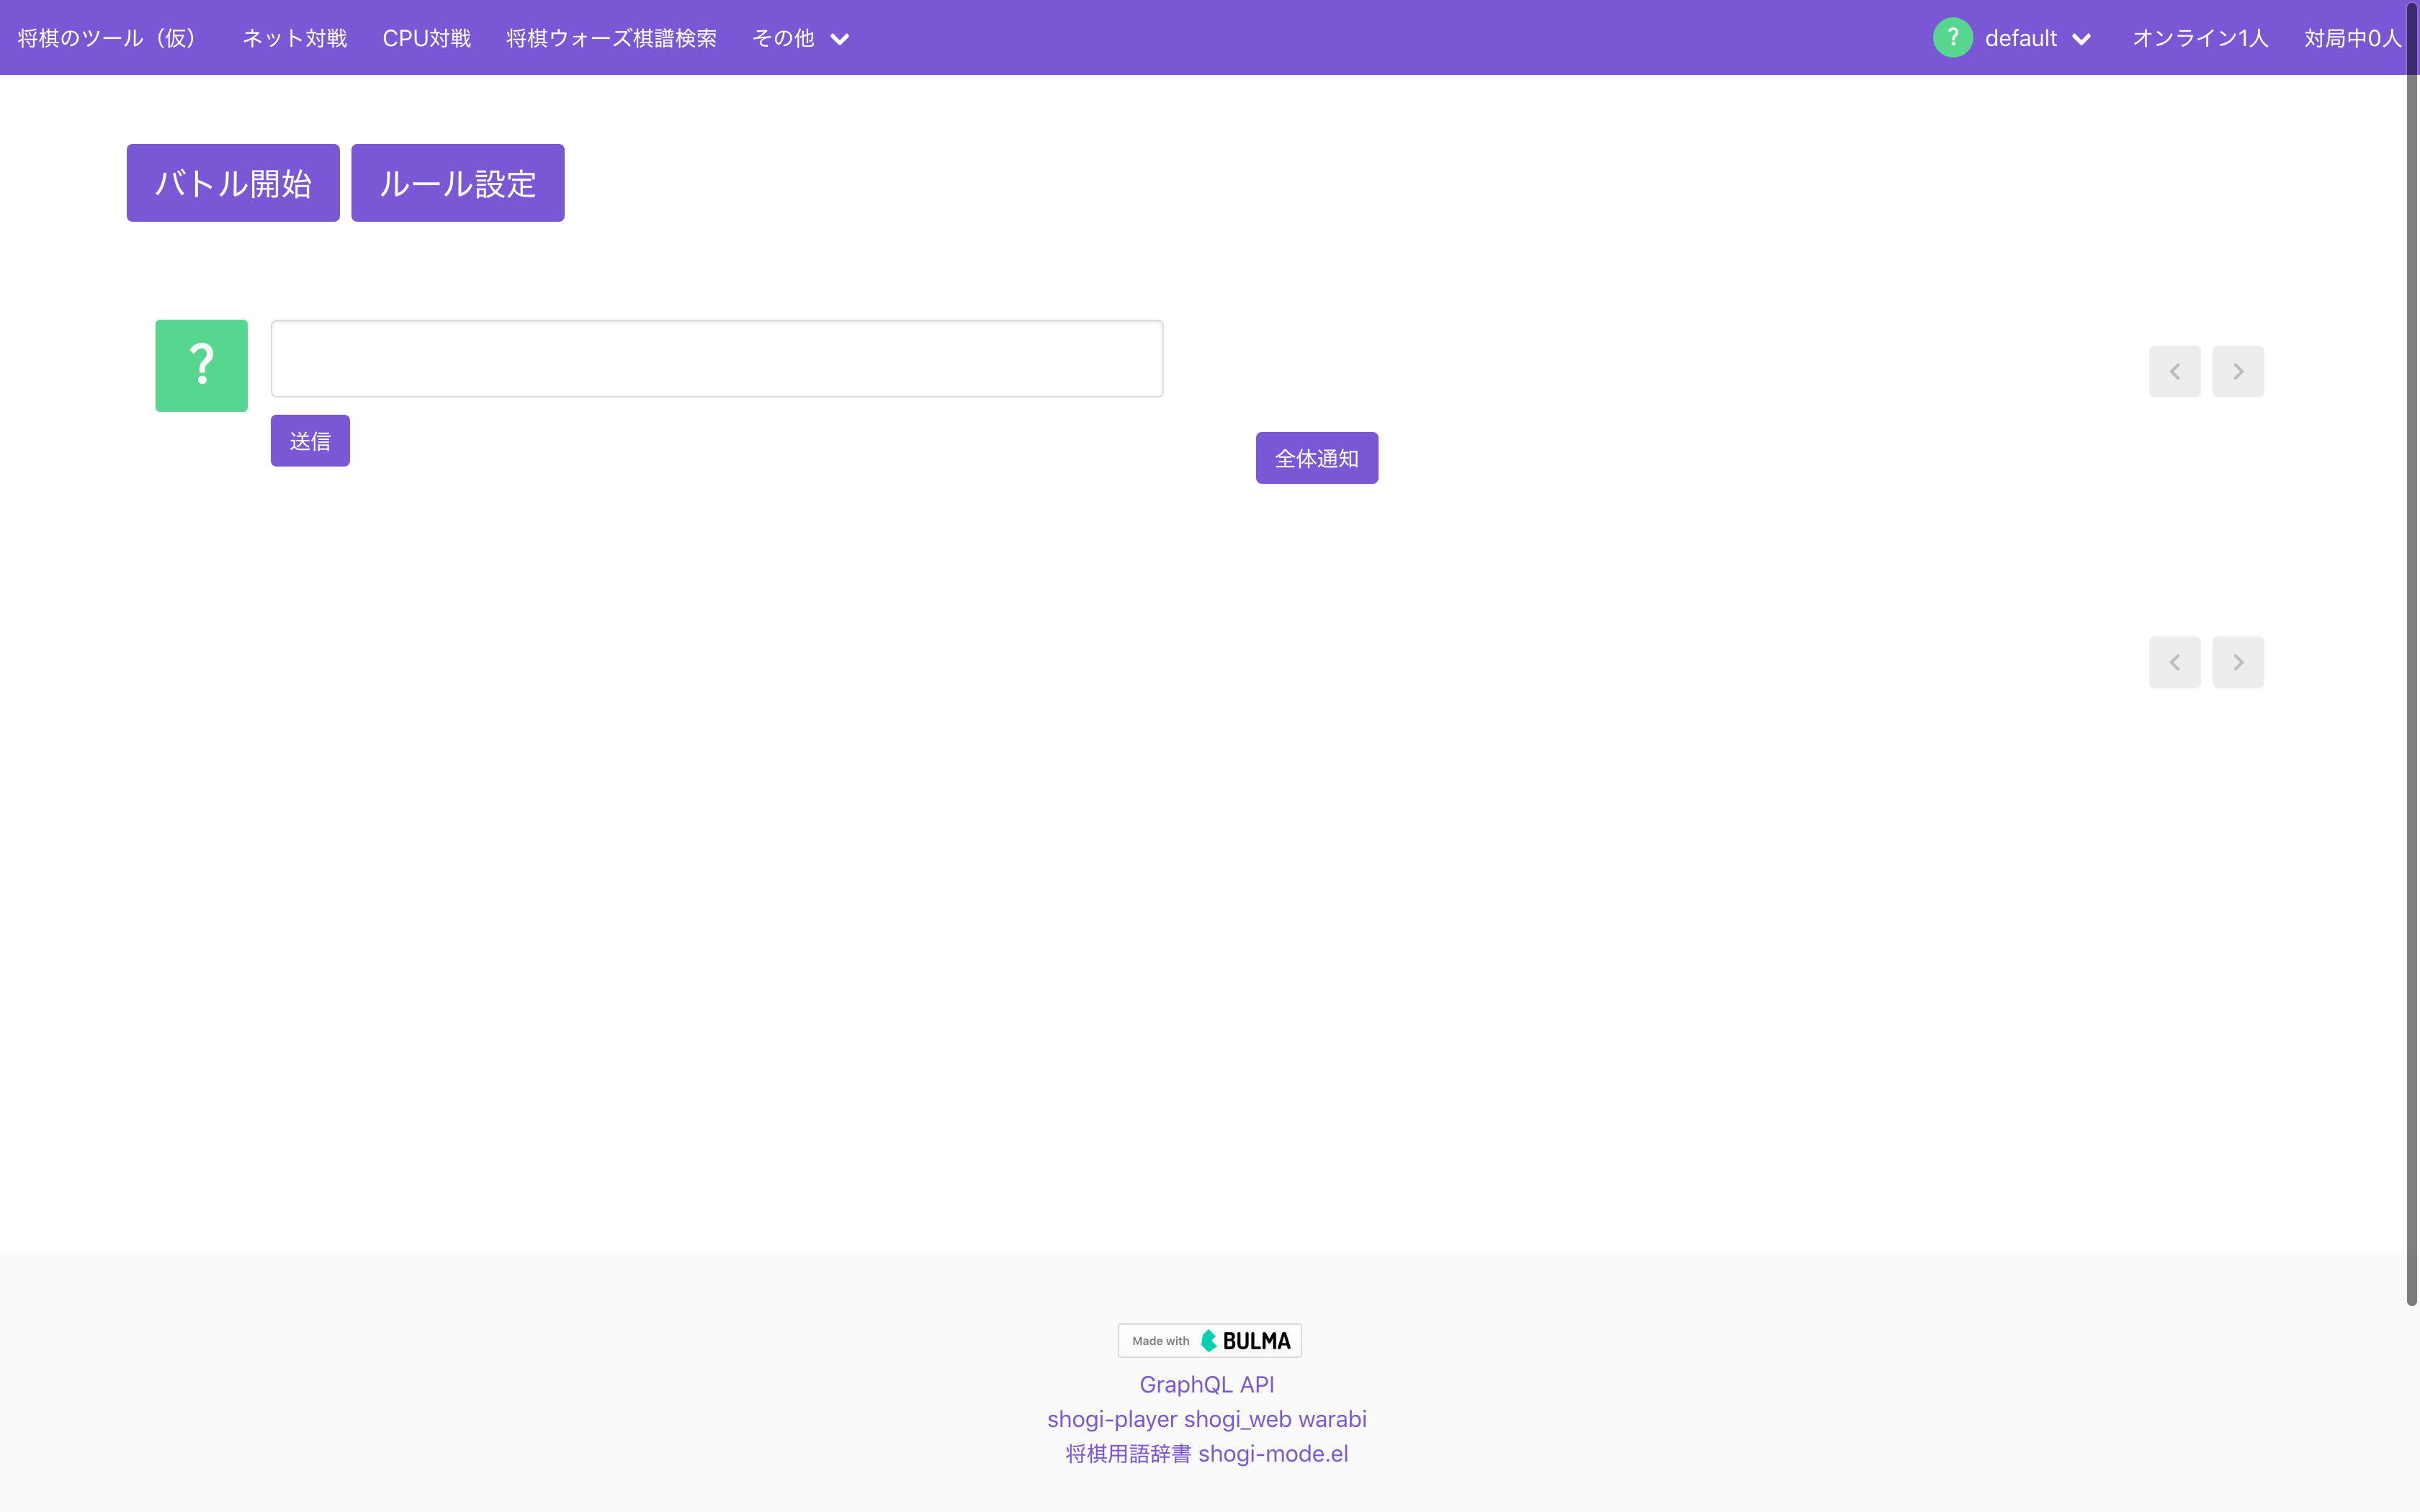 将棋のツール（仮） ネット対戦 CPU対戦 将棋ウォーズ棋譜検索 その他 ? default オンライン1人 対局中0人
バトル開始 ルール設定
?
送信
全体通知
Made with BULMA
GraphQL API
shogi-player shogi_web warabi
将棋用語辞書 shogi-mode.el